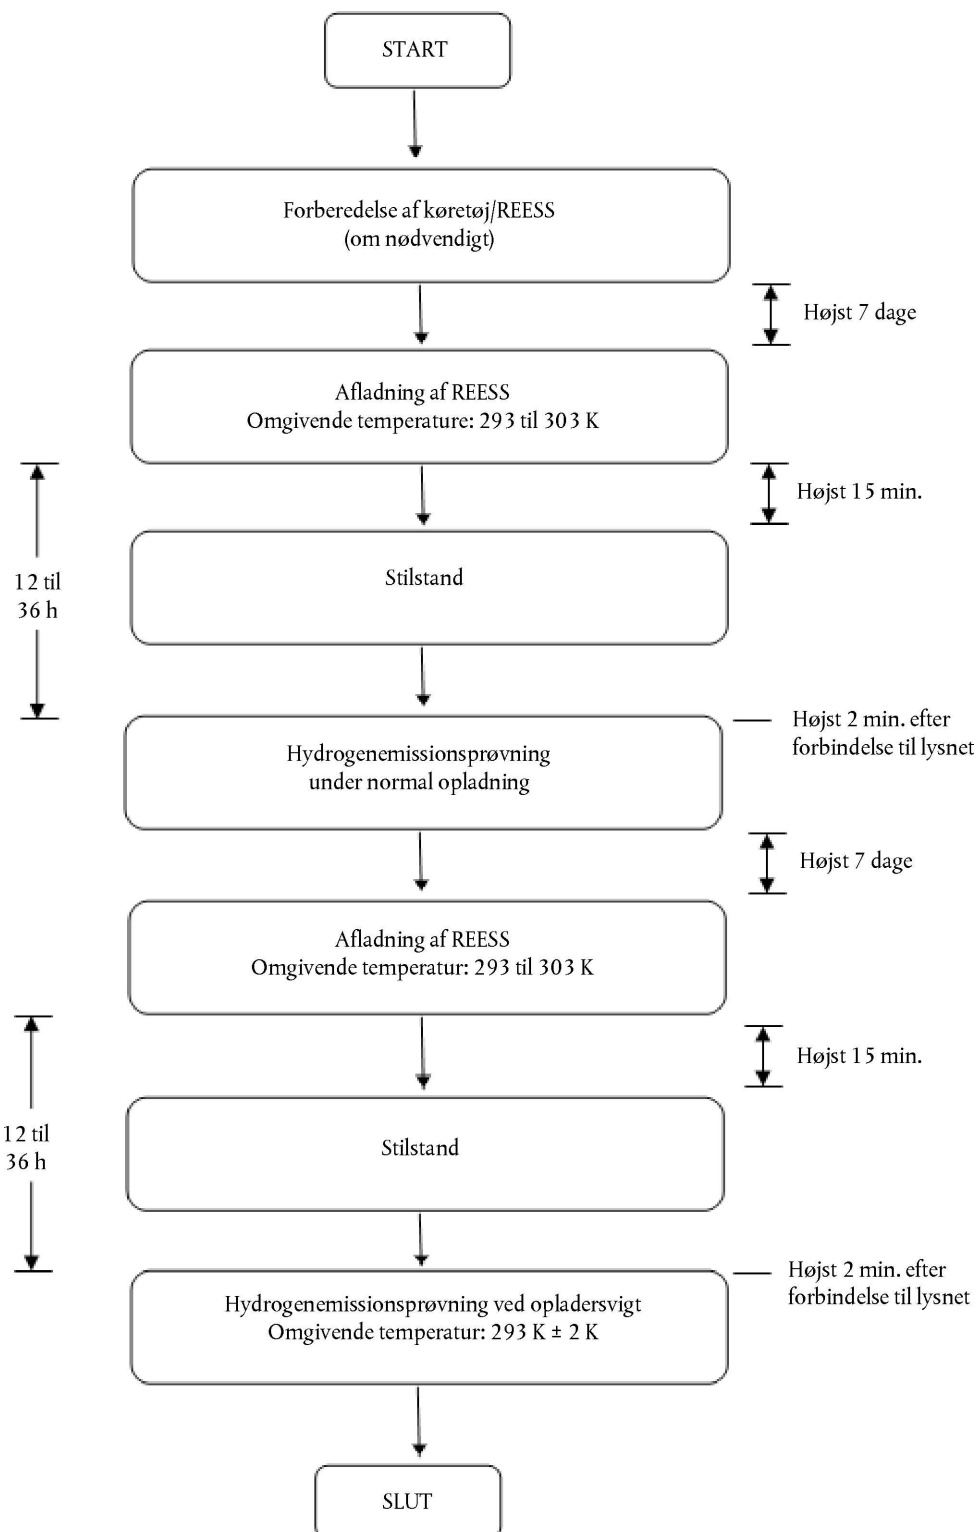 START
Forberedelse af køretøj/REESS
(om nødvendigt)
Højst 7 dage
Afladning af REESS
Omgivende temperature: 293 til 303 K
Højst 15 min.
12 til
36 h
Stilstand
Højst 2 min. efter
forbindelse til lysnet
Hydrogenemissionsprøvning
under normal opladning
Højst 7 dage
Afladning af REESS
Omgivende temperatur: 293 til 303 K
Højst 15 min.
12 til
36 h
Stilstand
Højst 2 min. efter
forbindelse til lysnet
Hydrogenemissionsprøvning ved opladersvigt
Omgivende temperatur: 293 K ± 2 K
SLUT